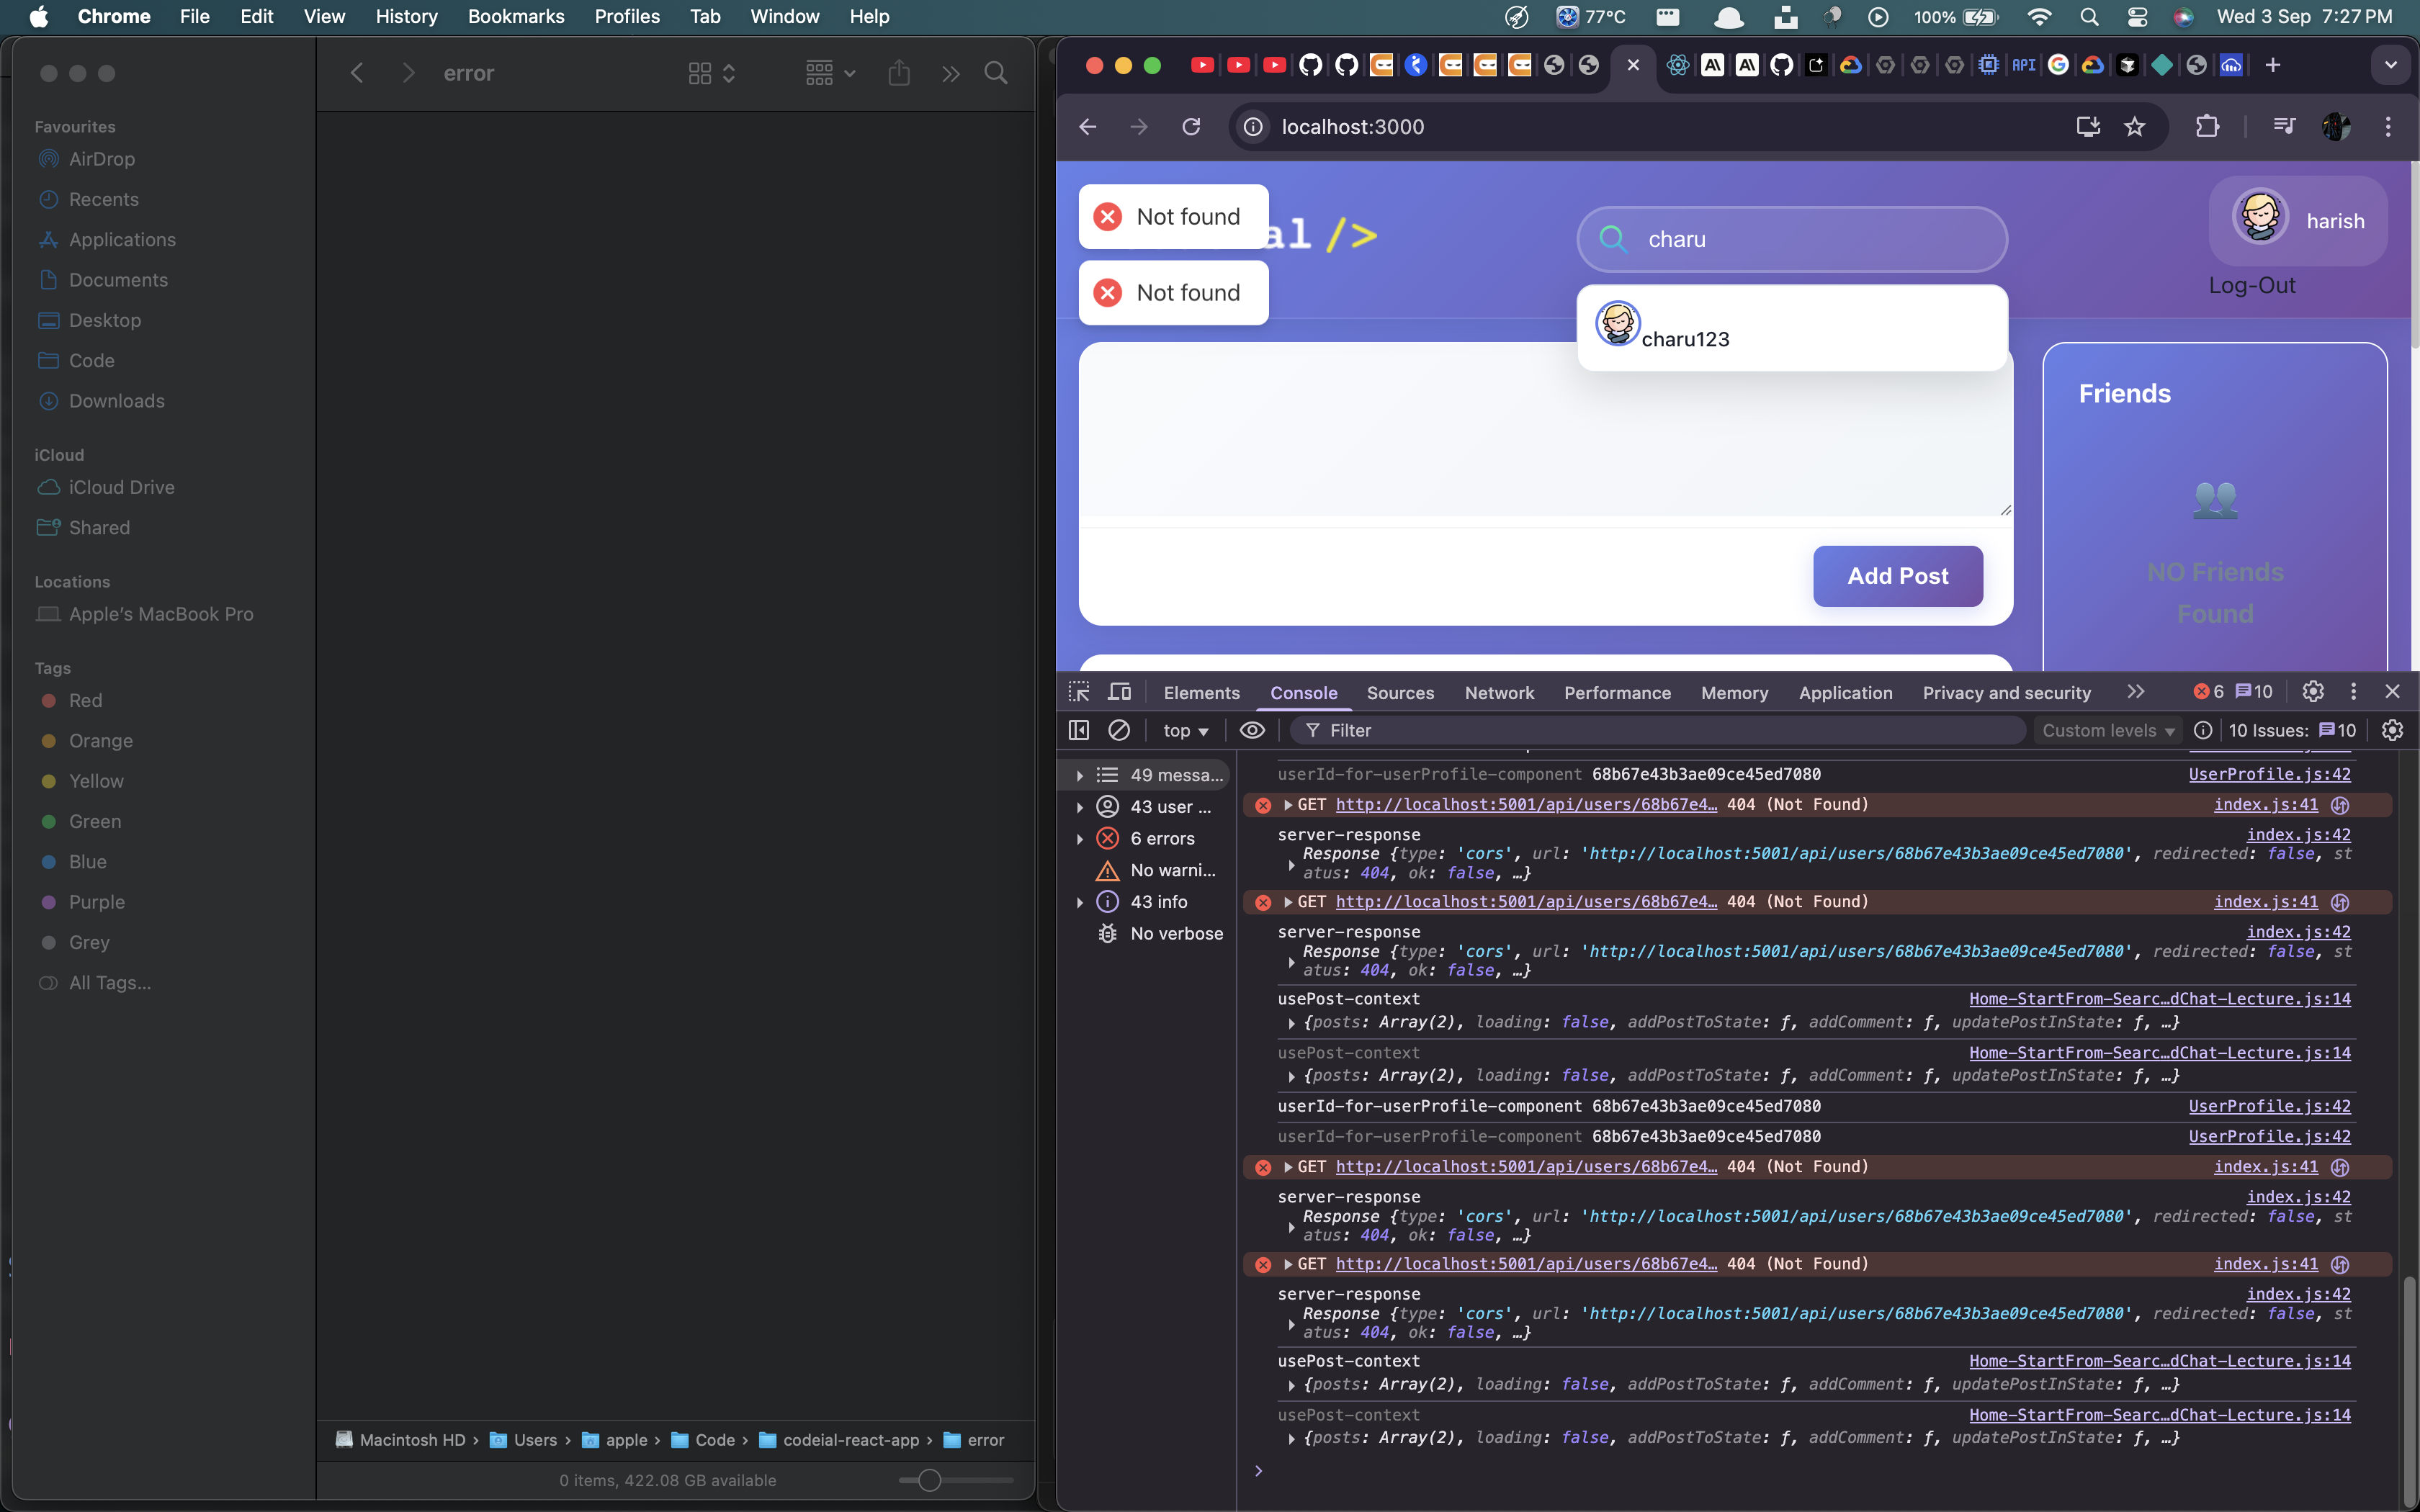 Chrome File Edit View History Bookmarks Profiles Tab Window Help
77°C 100% Wed 3 Sep 7:27 PM
error
Favourites
AirDrop
Recents
Applications
Documents
Desktop
Code
Downloads
iCloud
iCloud Drive
Shared
Locations
Apple's MacBook Pro
Tags
Red
Orange
Yellow
Green
Blue
Purple
Grey
All Tags...
Macintosh HD › Users › apple › Code › codeial-react-app › error
0 items, 422.08 GB available
API
localhost:3000
Not found
al />
charu
harish
Log-Out
Not found
charu123
Friends
NO Friends
Found
Add Post
Elements Console Sources Network Performance Memory Application Privacy and security 6 10
top ▼ Filter Custom levels ▼ 10 Issues: 10
49 messa...
43 user ...
6 errors
No warni...
43 info
No verbose
userId-for-userProfile-component 68b67e43b3ae09ce45ed7080 UserProfile.js:42
GET http://localhost:5001/api/users/68b67e4… 404 (Not Found) index.js:41
server-response index.js:42
Response {type: 'cors', url: 'http://localhost:5001/api/users/68b67e43b3ae09ce45ed7080', redirected: false, st
atus: 404, ok: false, …}
GET http://localhost:5001/api/users/68b67e4… 404 (Not Found) index.js:41
server-response index.js:42
Response {type: 'cors', url: 'http://localhost:5001/api/users/68b67e43b3ae09ce45ed7080', redirected: false, st
atus: 404, ok: false, …}
usePost-context Home-StartFrom-Searc…dChat-Lecture.js:14
{posts: Array(2), loading: false, addPostToState: ƒ, addComment: ƒ, updatePostInState: ƒ, …}
usePost-context Home-StartFrom-Searc…dChat-Lecture.js:14
{posts: Array(2), loading: false, addPostToState: ƒ, addComment: ƒ, updatePostInState: ƒ, …}
userId-for-userProfile-component 68b67e43b3ae09ce45ed7080 UserProfile.js:42
userId-for-userProfile-component 68b67e43b3ae09ce45ed7080 UserProfile.js:42
GET http://localhost:5001/api/users/68b67e4… 404 (Not Found) index.js:41
server-response index.js:42
Response {type: 'cors', url: 'http://localhost:5001/api/users/68b67e43b3ae09ce45ed7080', redirected: false, st
atus: 404, ok: false, …}
GET http://localhost:5001/api/users/68b67e4… 404 (Not Found) index.js:41
server-response index.js:42
Response {type: 'cors', url: 'http://localhost:5001/api/users/68b67e43b3ae09ce45ed7080', redirected: false, st
atus: 404, ok: false, …}
usePost-context Home-StartFrom-Searc…dChat-Lecture.js:14
{posts: Array(2), loading: false, addPostToState: ƒ, addComment: ƒ, updatePostInState: ƒ, …}
usePost-context Home-StartFrom-Searc…dChat-Lecture.js:14
{posts: Array(2), loading: false, addPostToState: ƒ, addComment: ƒ, updatePostInState: ƒ, …}